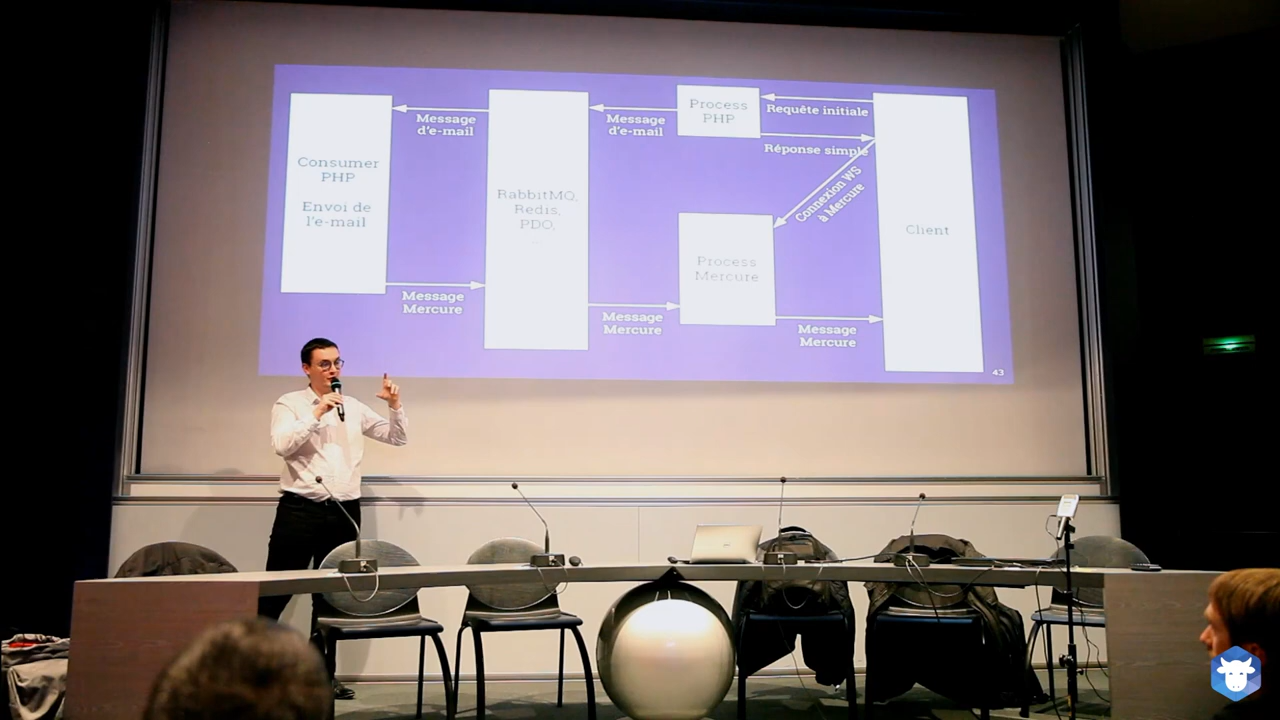 Consumer
PHP
Envoi de
l'e-mail
Message
d'e-mail
RabbitMQ,
Redis,
PDO,
...
Message
d'e-mail
Process
PHP
Requête initiale
Réponse simple
Connexion WS
à Mercure
Client
Process
Mercure
Message
Mercure
Message
Mercure
Message
Mercure
43